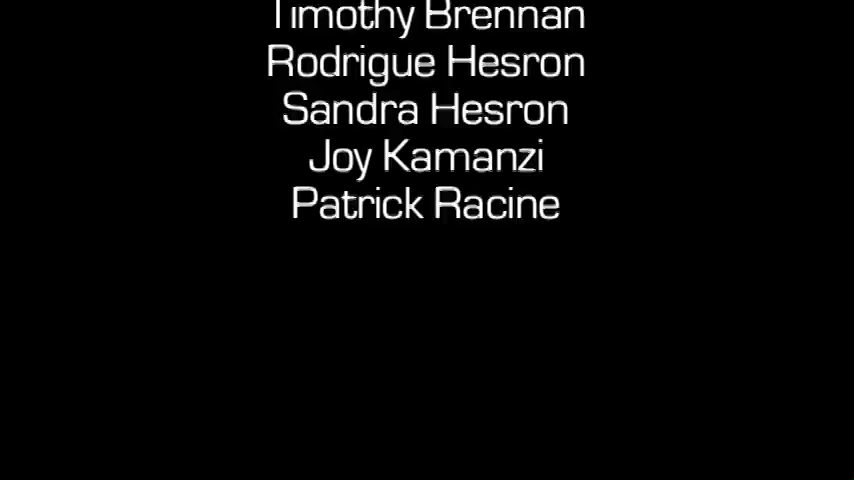 Timothy Brennan
Rodrigue Hesron
Sandra Hesron
Joy Kamanzi
Patrick Racine